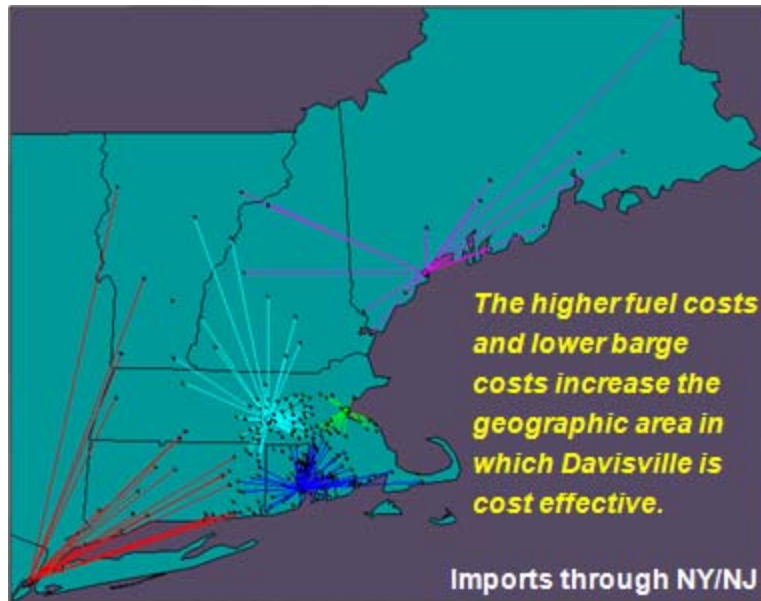 The higher fuel costs
and lower barge
costs increase the
geographic area in
which Davisville is
cost effective.
Imports through NY/NJ